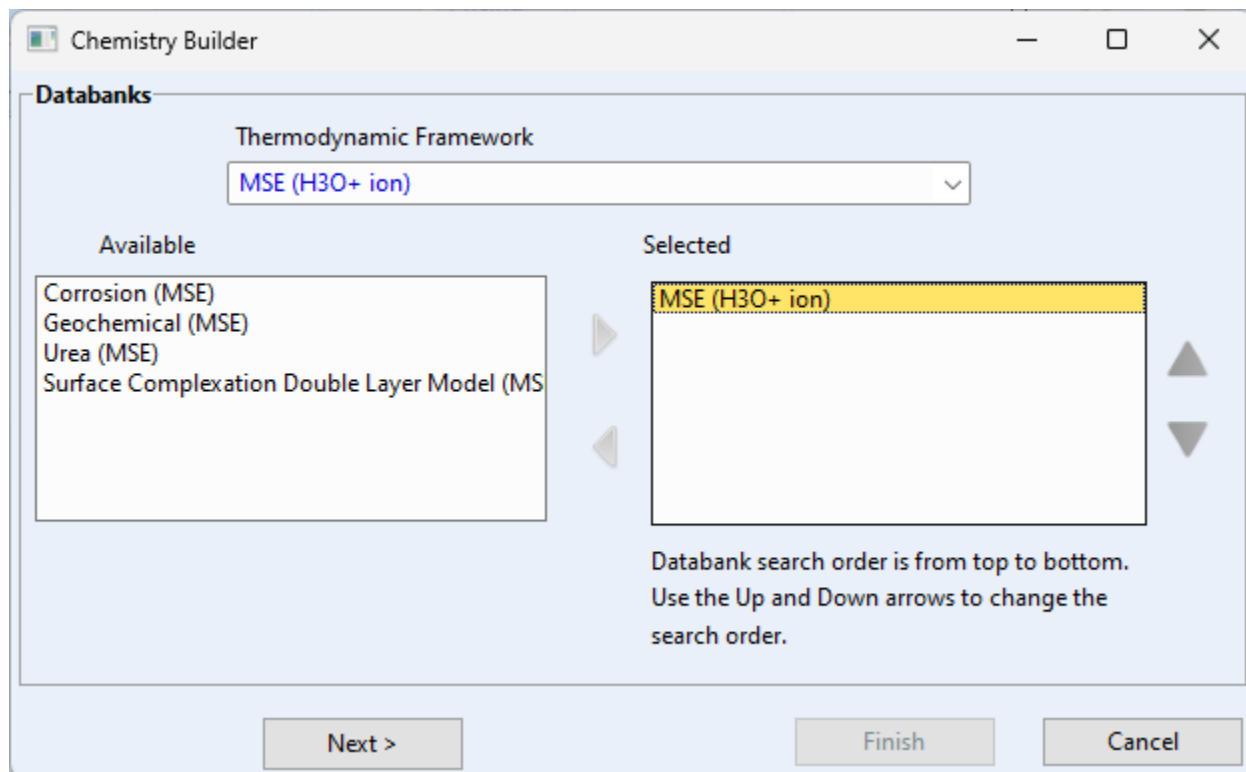 Chemistry Builder
Databanks
Thermodynamic Framework
MSE (H3O+ ion)
Available
Selected
Corrosion (MSE)
Geochemical (MSE)
Urea (MSE)
Surface Complexation Double Layer Model (MS
MSE (H3O+ ion)
Databank search order is from top to bottom.
Use the Up and Down arrows to change the
search order.
Next >
Finish
Cancel